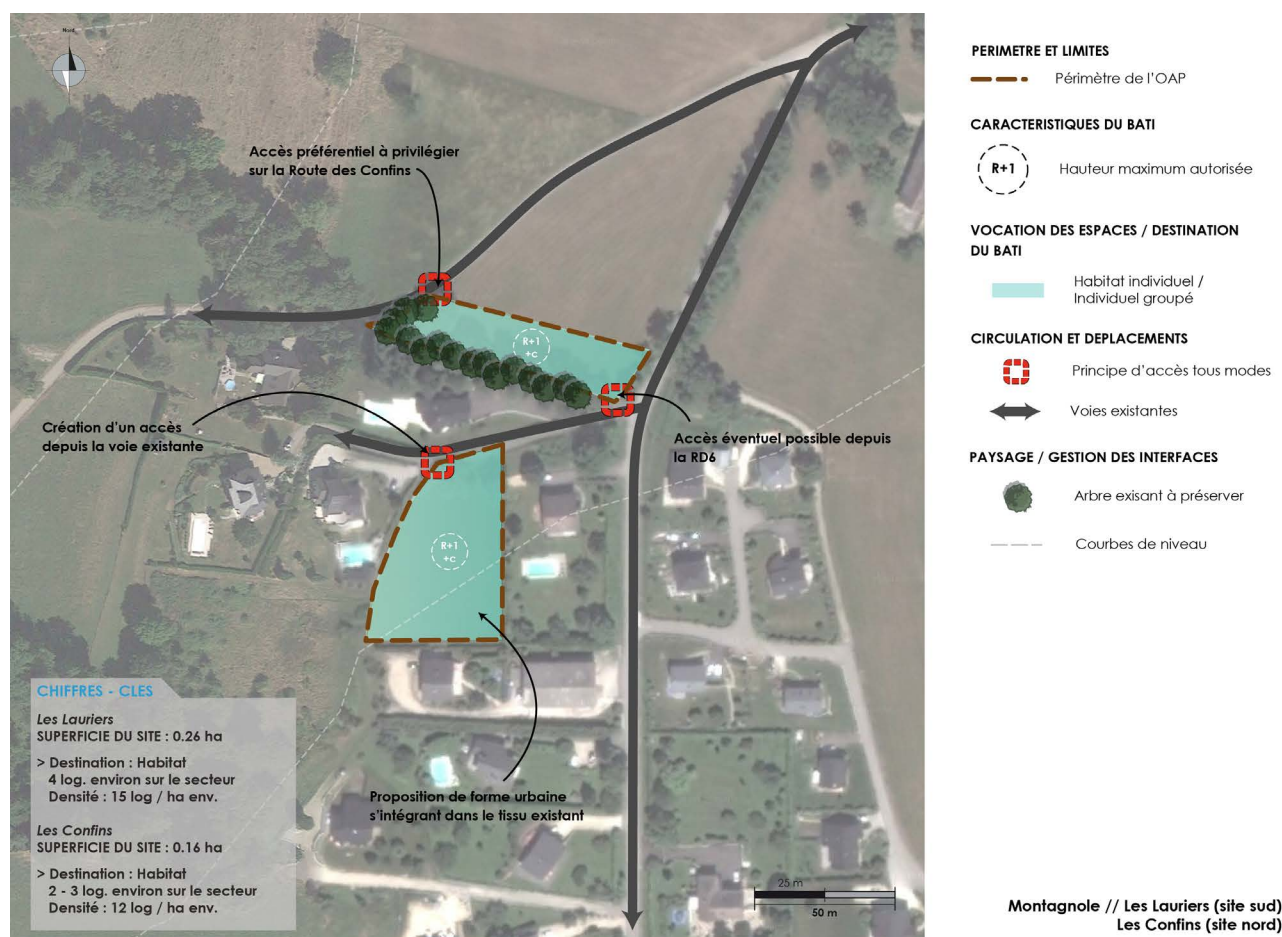 Nord
Accès préférentiel à privilégier
sur la Route des Confins
R+1
+c
Création d'un accès
depuis la voie existante
Accès éventuel possible depuis
la RD6
R+1
+c
Proposition de forme urbaine
s'intégrant dans le tissu existant
CHIFFRES - CLES
Les Lauriers
SUPERFICIE DU SITE : 0.26 ha
> Destination : Habitat
4 log. environ sur le secteur
Densité : 15 log / ha env.
Les Confins
SUPERFICIE DU SITE : 0.16 ha
> Destination : Habitat
2 - 3 log. environ sur le secteur
Densité : 12 log / ha env.
25 m
50 m
PERIMETRE ET LIMITES
Périmètre de l'OAP
CARACTERISTIQUES DU BATI
R+1
Hauteur maximum autorisée
VOCATION DES ESPACES / DESTINATION
DU BATI
Habitat individuel /
Individuel groupé
CIRCULATION ET DEPLACEMENTS
Principe d'accès tous modes
Voies existantes
PAYSAGE / GESTION DES INTERFACES
Arbre exisant à préserver
Courbes de niveau
Montagnole // Les Lauriers (site sud)
Les Confins (site nord)